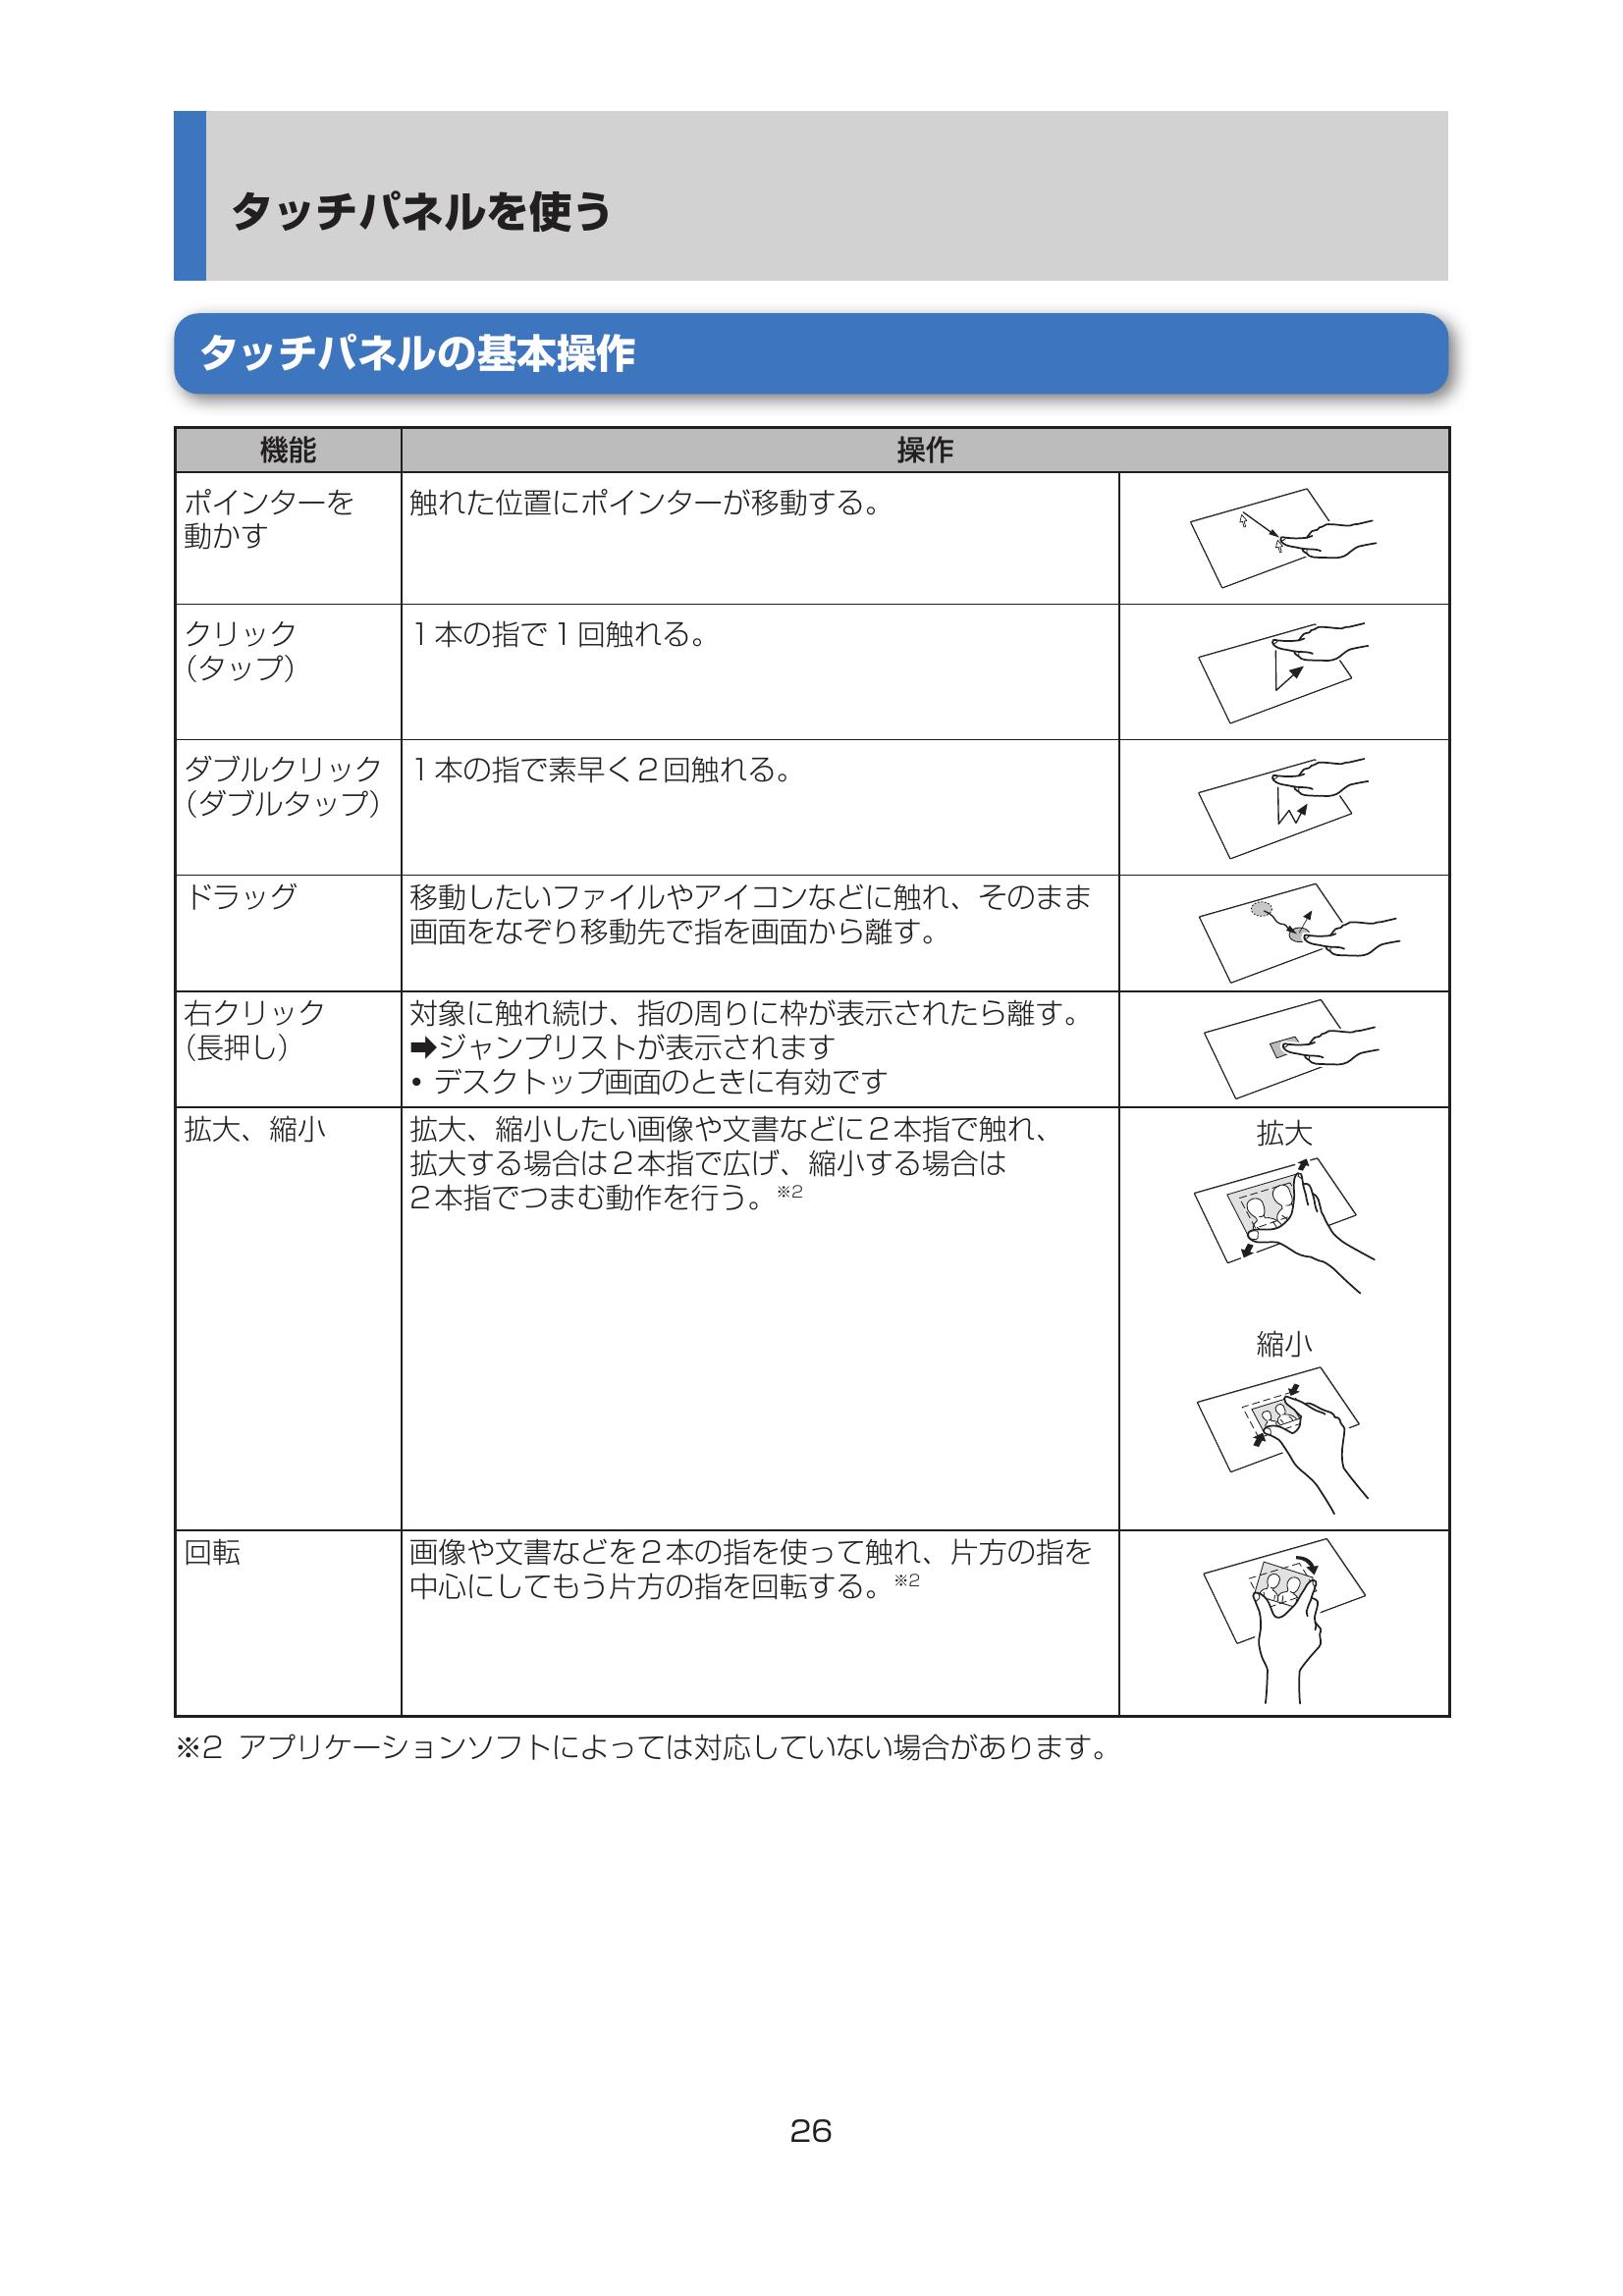 タッチパネルを使う
タッチパネルの基本操作
機能
操作
ポインターを
動かす
触れた位置にポインターが移動する。
クリック
（タップ）
1本の指で1回触れる。
ダブルクリック
（ダブルタップ）
1本の指で素早く2回触れる。
ドラッグ
移動したいファイルやアイコンなどに触れ、そのまま
画面をなぞり移動先で指を画面から離す。
右クリック
（長押し）
対象に触れ続け、指の周りに枠が表示されたら離す。
➡ジャンプリストが表示されます
• デスクトップ画面のときに有効です
拡大、縮小
拡大、縮小したい画像や文書などに2本指で触れ、
拡大する場合は2本指で広げ、縮小する場合は
2本指でつまむ動作を行う。※2
拡大
縮小
回転
画像や文書などを2本の指を使って触れ、片方の指を
中心にしてもう片方の指を回転する。※2
※2 アプリケーションソフトによっては対応していない場合があります。
26